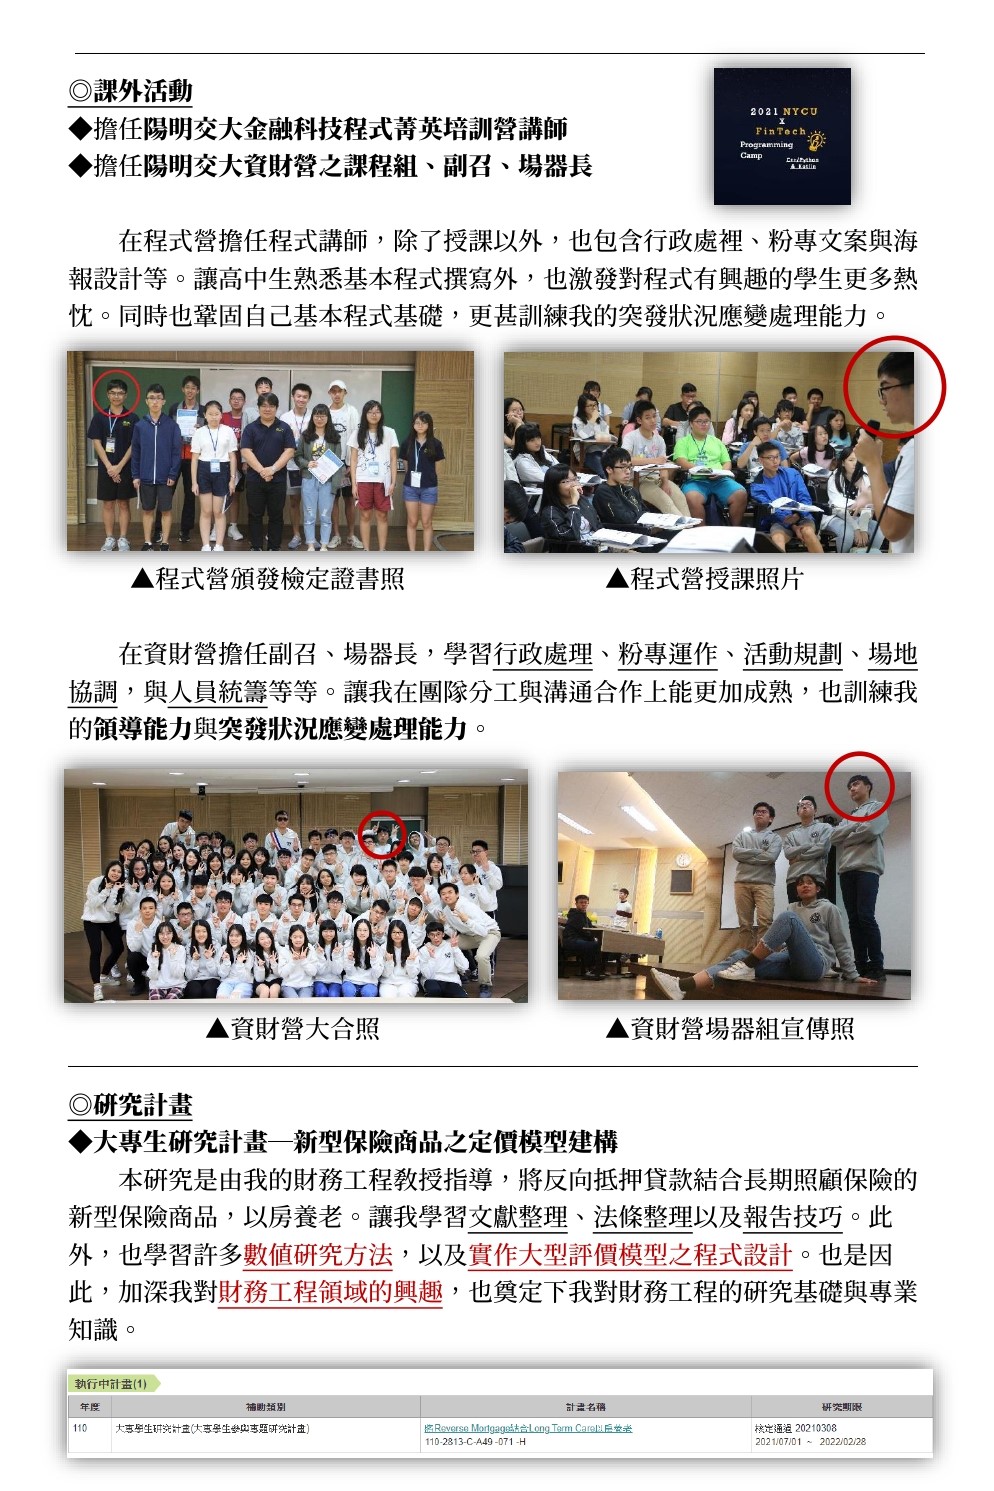 ◎課外活動
◆擔任陽明交大金融科技程式菁英培訓營講師
◆擔任陽明交大資財營之課程組、副召、場器長
2021 NYCU
X
FinTech
Programming
Camp
C++/Python
& Kotlin
在程式營擔任程式講師，除了授課以外，也包含行政處裡、粉專文案與海
報設計等。讓高中生熟悉基本程式撰寫外，也激發對程式有興趣的學生更多熱
忱。同時也鞏固自己基本程式基礎，更甚訓練我的突發狀況應變處理能力。
▲程式營頒發檢定證書照
▲程式營授課照片
在資財營擔任副召、場器長，學習行政處理、粉專運作、活動規劃、場地
協調，與人員統籌等等。讓我在團隊分工與溝通合作上能更加成熟，也訓練我
的領導能力與突發狀況應變處理能力。
▲資財營大合照
▲資財營場器組宣傳照
◎研究計畫
◆大專生研究計畫─新型保險商品之定價模型建構
本研究是由我的財務工程教授指導，將反向抵押貸款結合長期照顧保險的
新型保險商品，以房養老。讓我學習文獻整理、法條整理以及報告技巧。此
外，也學習許多數值研究方法，以及實作大型評價模型之程式設計。也是因
此，加深我對財務工程領域的興趣，也奠定下我對財務工程的研究基礎與專業
知識。
執行中計畫(1)
年度 補助類別 計畫名稱 研究期限
110 大專學生研究計畫(大專學生參與專題研究計畫) 將Reverse Mortgage結合Long Term Care以房養老 核定通過 20210308
110-2813-C-A49-071-H 2021/07/01 ~ 2022/02/28